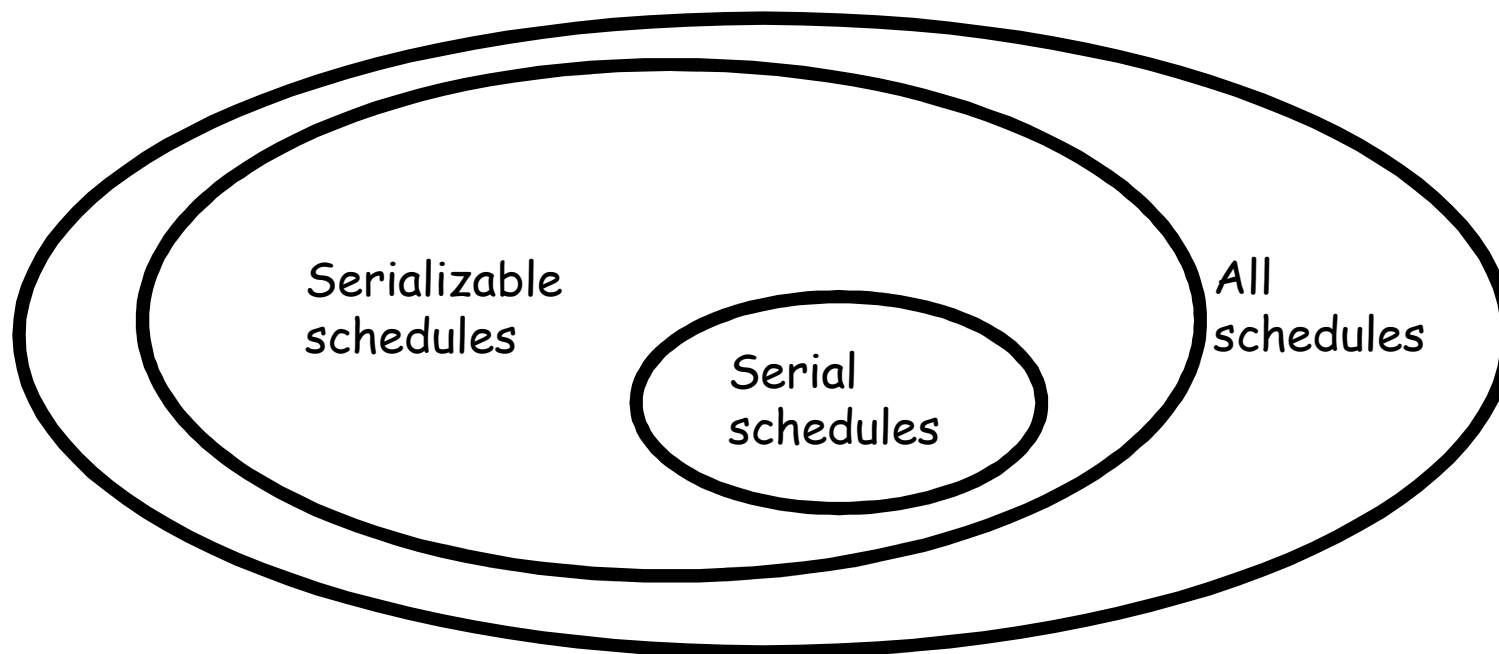 Serializable
schedules
Serial
schedules
All
schedules